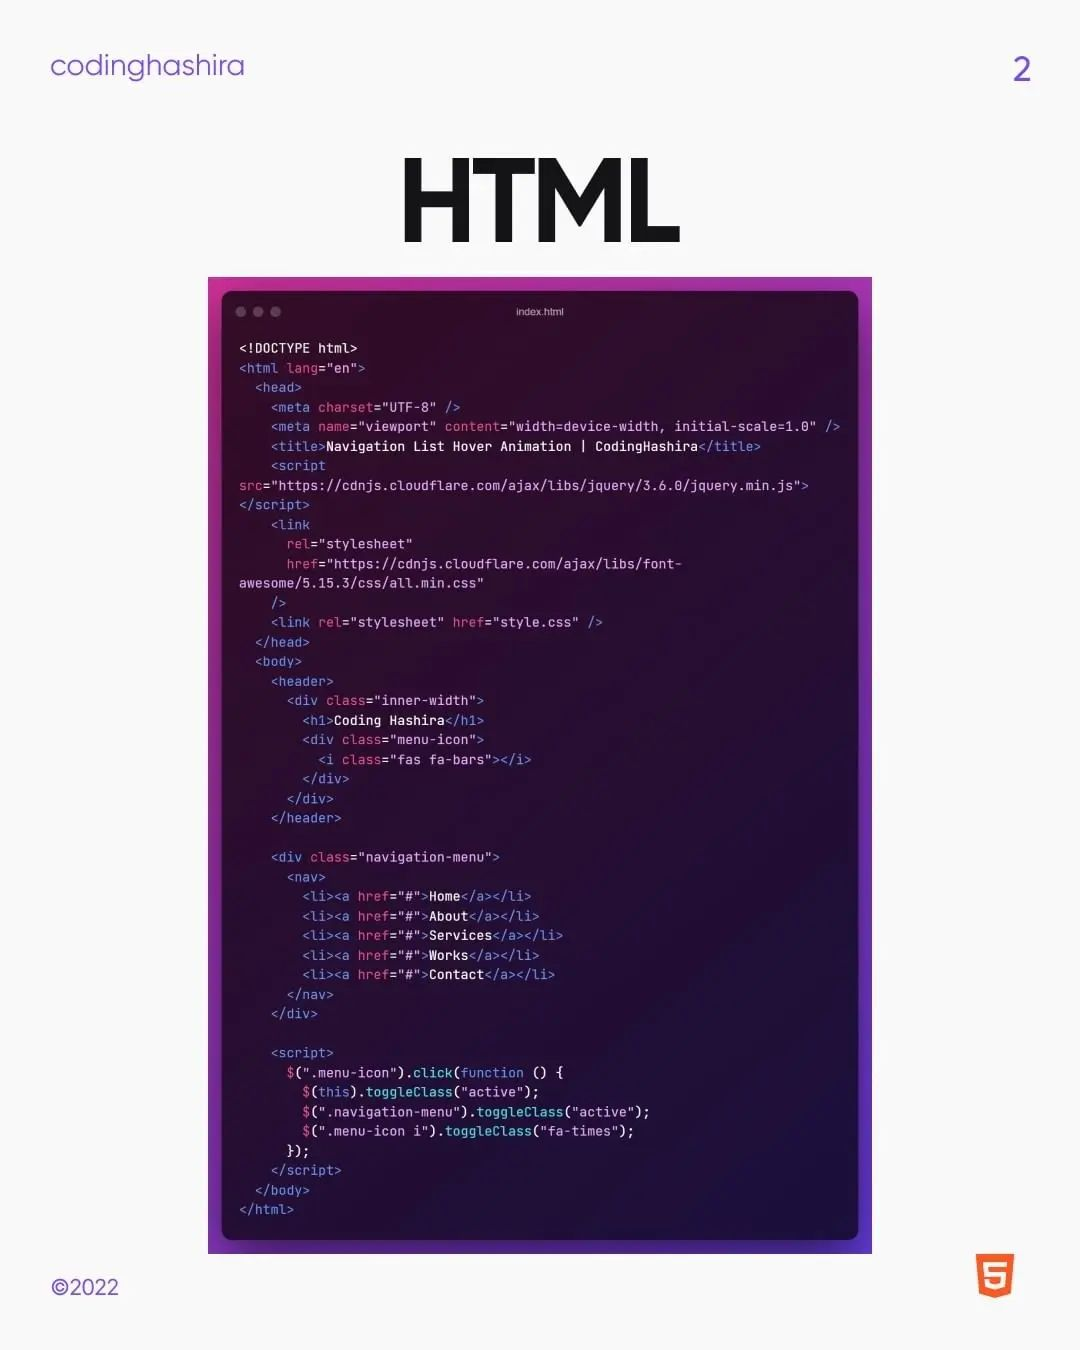 codinghashira
2
HTML
index.html
<!DOCTYPE html>
<html lang="en">
  <head>
    <meta charset="UTF-8" />
    <meta name="viewport" content="width=device-width, initial-scale=1.0" />
    <title>Navigation List Hover Animation | CodingHashira</title>
    <script
src="https://cdnjs.cloudflare.com/ajax/libs/jquery/3.6.0/jquery.min.js">
</script>
    <link
      rel="stylesheet"
      href="https://cdnjs.cloudflare.com/ajax/libs/font-
awesome/5.15.3/css/all.min.css"
    />
    <link rel="stylesheet" href="style.css" />
  </head>
  <body>
    <header>
      <div class="inner-width">
        <h1>Coding Hashira</h1>
        <div class="menu-icon">
          <i class="fas fa-bars"></i>
        </div>
      </div>
    </header>

    <div class="navigation-menu">
      <nav>
        <li><a href="#">Home</a></li>
        <li><a href="#">About</a></li>
        <li><a href="#">Services</a></li>
        <li><a href="#">Works</a></li>
        <li><a href="#">Contact</a></li>
      </nav>
    </div>

    <script>
      $(".menu-icon").click(function () {
        $(this).toggleClass("active");
        $(".navigation-menu").toggleClass("active");
        $(".menu-icon i").toggleClass("fa-times");
      });
    </script>
  </body>
</html>
©2022
5